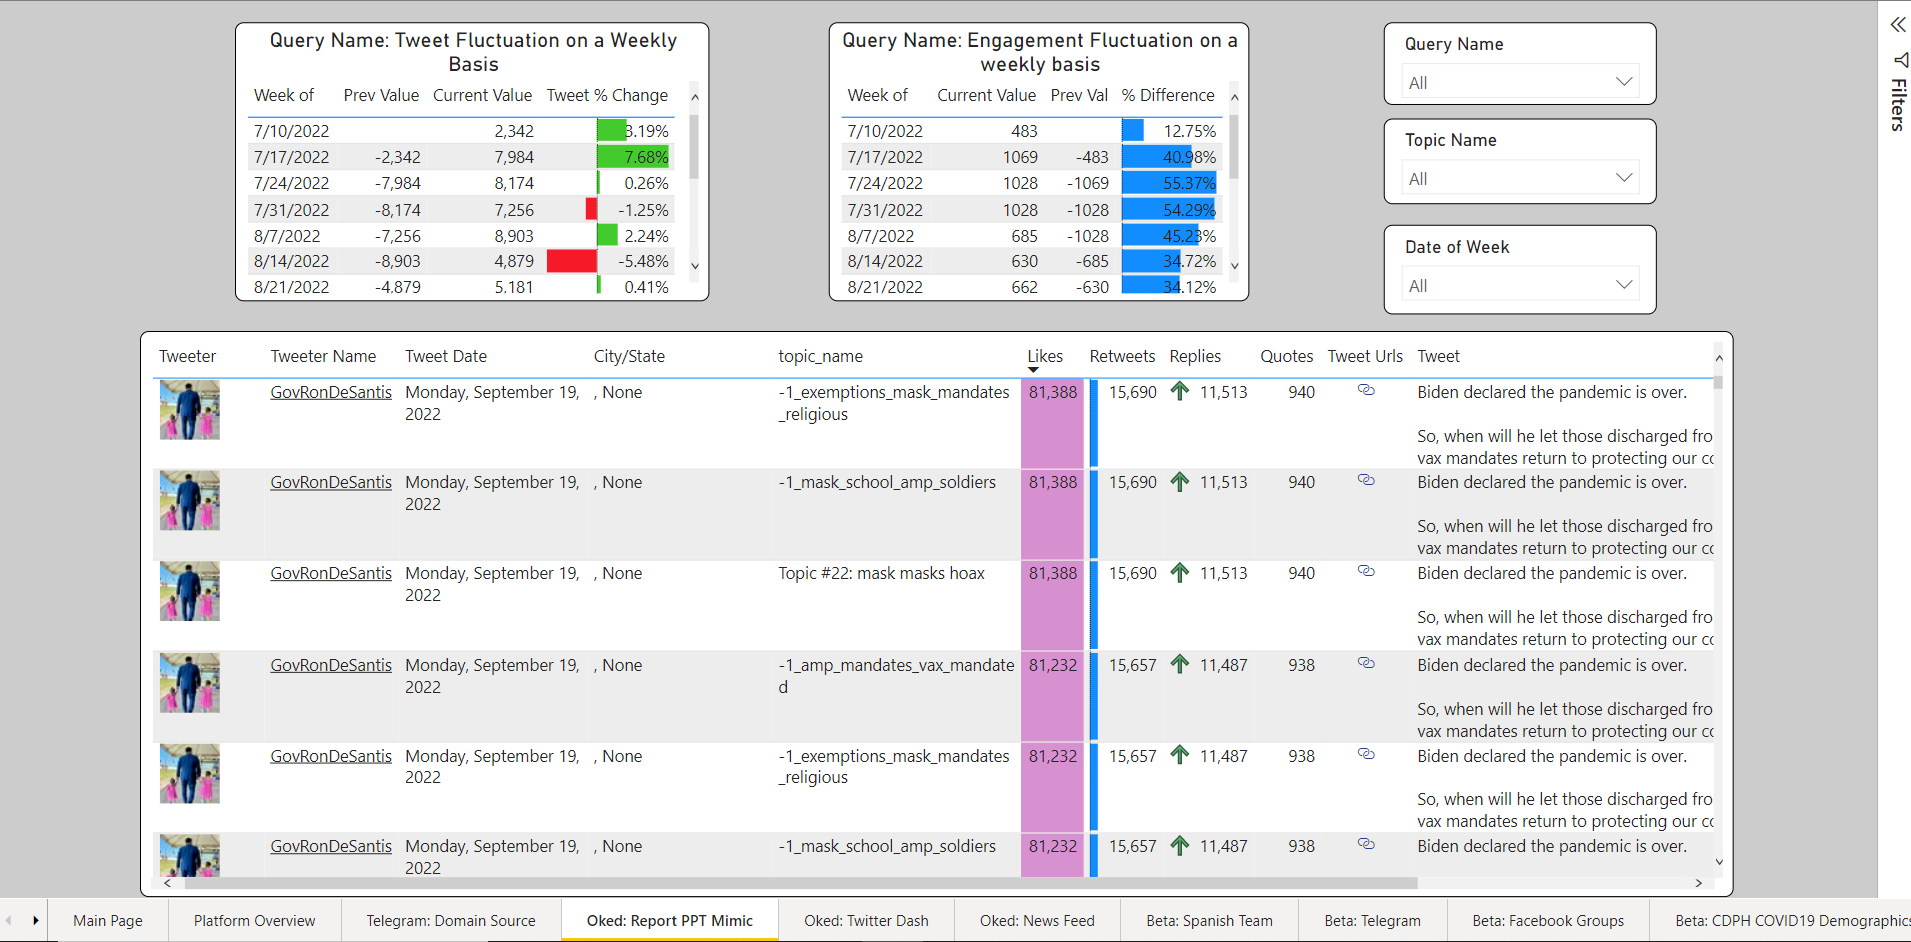 Query Name: Tweet Fluctuation on a Weekly
Basis
Week of Prev Value Current Value Tweet % Change
7/10/2022 2,342 3.19%
7/17/2022 -2,342 7,984 7.68%
7/24/2022 -7,984 8,174 0.26%
7/31/2022 -8,174 7,256 -1.25%
8/7/2022 -7,256 8,903 2.24%
8/14/2022 -8,903 4,879 -5.48%
8/21/2022 -4,879 5,181 0.41%
Query Name: Engagement Fluctuation on a
weekly basis
Week of Current Value Prev Val % Difference
7/10/2022 483 12.75%
7/17/2022 1069 -483 40.98%
7/24/2022 1028 -1069 55.37%
7/31/2022 1028 -1028 54.29%
8/7/2022 685 -1028 45.23%
8/14/2022 630 -685 34.72%
8/21/2022 662 -630 34.12%
Query Name
All
Topic Name
All
Date of Week
All
Filters
Tweeter Tweeter Name Tweet Date City/State topic_name Likes Retweets Replies Quotes Tweet Urls Tweet
GovRonDeSantis Monday, September 19, , None -1_exemptions_mask_mandates 81,388 15,690 11,513 940 Biden declared the pandemic is over.
2022 _religious
So, when will he let those discharged fro
vax mandates return to protecting our co
GovRonDeSantis Monday, September 19, , None -1_mask_school_amp_soldiers 81,388 15,690 11,513 940 Biden declared the pandemic is over.
2022
So, when will he let those discharged fro
vax mandates return to protecting our co
GovRonDeSantis Monday, September 19, , None Topic #22: mask masks hoax 81,388 15,690 11,513 940 Biden declared the pandemic is over.
2022
So, when will he let those discharged fro
vax mandates return to protecting our co
GovRonDeSantis Monday, September 19, , None -1_amp_mandates_vax_mandate 81,232 15,657 11,487 938 Biden declared the pandemic is over.
2022 d
So, when will he let those discharged fro
vax mandates return to protecting our co
GovRonDeSantis Monday, September 19, , None -1_exemptions_mask_mandates 81,232 15,657 11,487 938 Biden declared the pandemic is over.
2022 _religious
So, when will he let those discharged fro
vax mandates return to protecting our co
GovRonDeSantis Monday, September 19, , None -1_mask_school_amp_soldiers 81,232 15,657 11,487 938 Biden declared the pandemic is over.
2022
Main Page Platform Overview Telegram: Domain Source Oked: Report PPT Mimic Oked: Twitter Dash Oked: News Feed Beta: Spanish Team Beta: Telegram Beta: Facebook Groups Beta: CDPH COVID19 Demographics